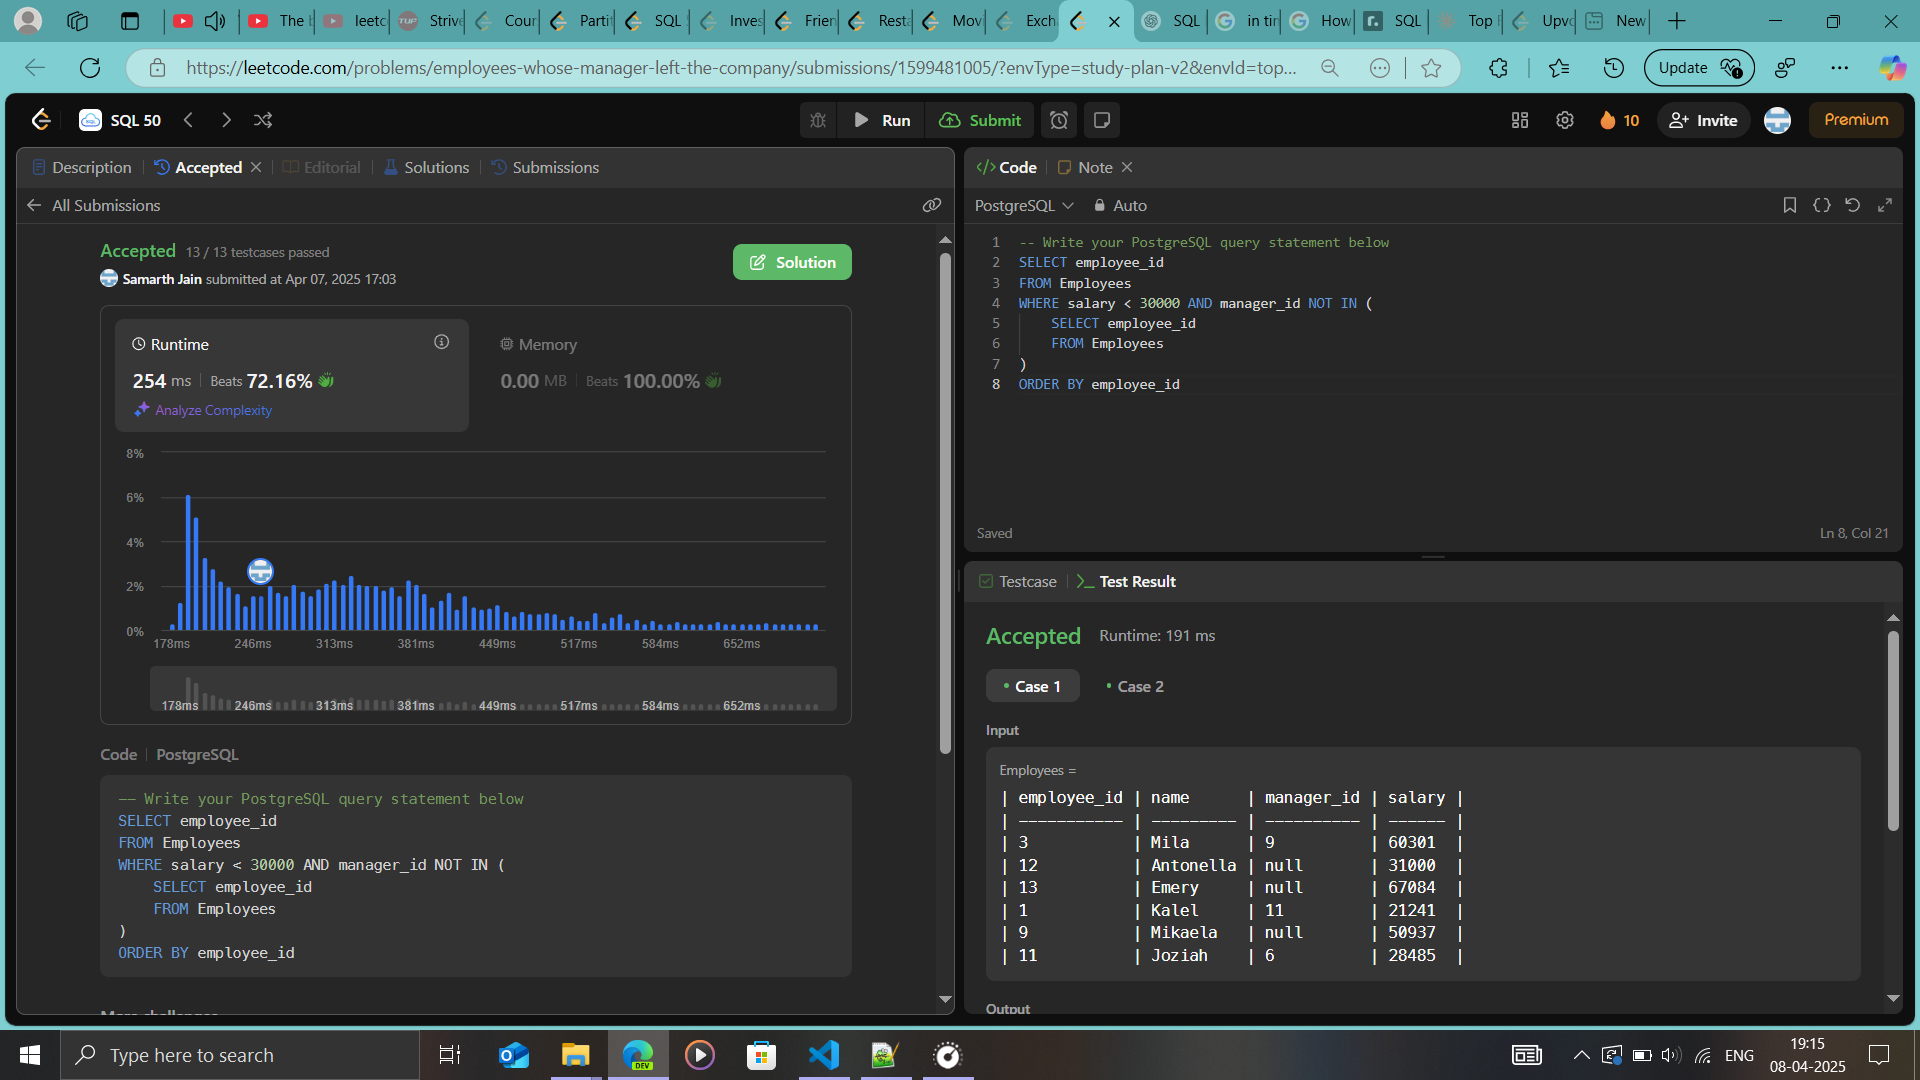 The b
leetc
Strive
Cour
Partit
SQL
Inves
Frien
Resta
Movi
Exch
SQL
in tin
How
SQL
Top
Upvo
New
https://leetcode.com/problems/employees-whose-manager-left-the-company/submissions/1599481005/?envType=study-plan-v2&envId=top...
Update
SQL 50
Run
Submit
10
Invite
Premium
Description
Accepted
Editorial
Solutions
Submissions
All Submissions
Accepted 13 / 13 testcases passed
Samarth Jain submitted at Apr 07, 2025 17:03
Solution
Runtime
254 ms | Beats 72.16%
Analyze Complexity
Memory
0.00 MB | Beats 100.00%
8%
6%
4%
2%
0%
178ms 246ms 313ms 381ms 449ms 517ms 584ms 652ms
178ms 246ms 313ms 381ms 449ms 517ms 584ms 652ms
Code | PostgreSQL
-- Write your PostgreSQL query statement below
SELECT employee_id
FROM Employees
WHERE salary < 30000 AND manager_id NOT IN (
SELECT employee_id
FROM Employees
)
ORDER BY employee_id
Code
Note
PostgreSQL
Auto
1 -- Write your PostgreSQL query statement below
2 SELECT employee_id
3 FROM Employees
4 WHERE salary < 30000 AND manager_id NOT IN (
5 SELECT employee_id
6 FROM Employees
7 )
8 ORDER BY employee_id
Saved
Ln 8, Col 21
Testcase
Test Result
Accepted Runtime: 191 ms
Case 1
Case 2
Input
Employees =
| employee_id | name | manager_id | salary |
| ----------- | --------- | ---------- | ------ |
| 3 | Mila | 9 | 60301 |
| 12 | Antonella | null | 31000 |
| 13 | Emery | null | 67084 |
| 1 | Kalel | 11 | 21241 |
| 9 | Mikaela | null | 50937 |
| 11 | Joziah | 6 | 28485 |
Output
Type here to search
DEV
ENG
19:15
08-04-2025